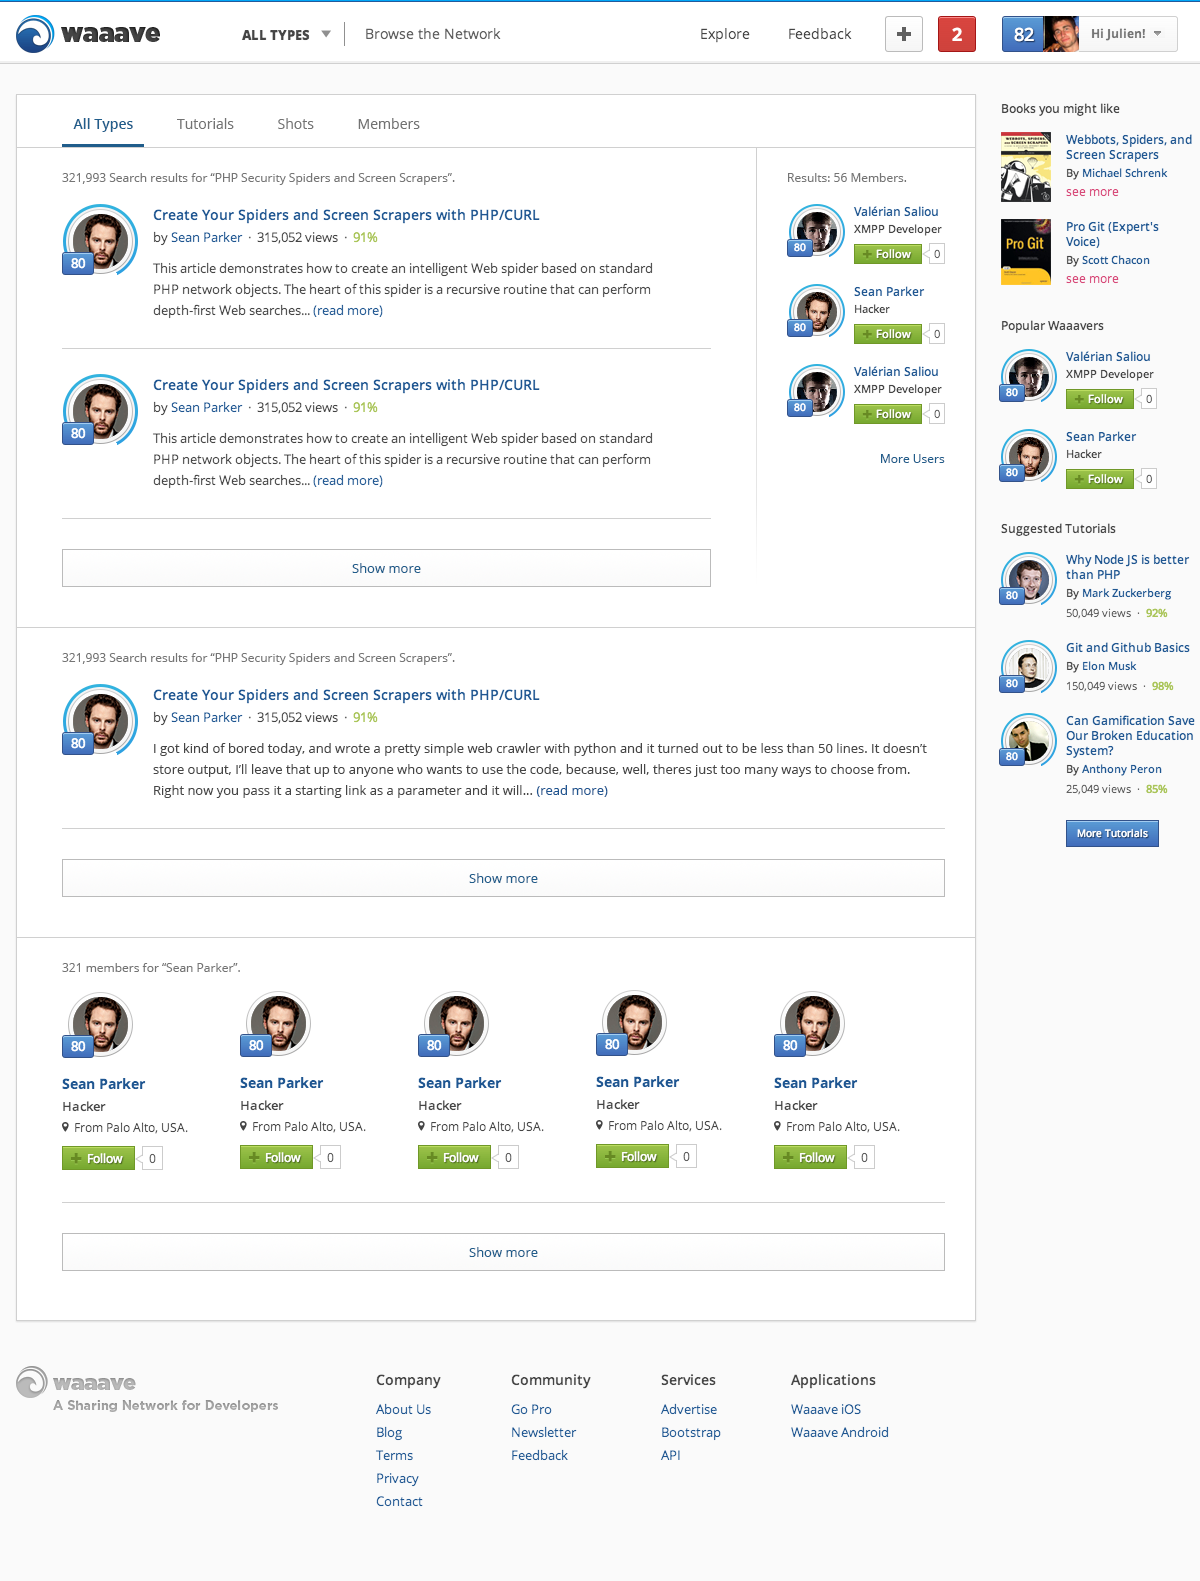 waaave
ALL TYPES
Browse the Network
Explore
Feedback
2
82
Hi Julien!
All Types
Tutorials
Shots
Members
321,993 Search results for “PHP Security Spiders and Screen Scrapers”.
80
Create Your Spiders and Screen Scrapers with PHP/CURL
by Sean Parker · 315,052 views · 91%
This article demonstrates how to create an intelligent Web spider based on standard
PHP network objects. The heart of this spider is a recursive routine that can perform
depth-first Web searches... (read more)
80
Create Your Spiders and Screen Scrapers with PHP/CURL
by Sean Parker · 315,052 views · 91%
This article demonstrates how to create an intelligent Web spider based on standard
PHP network objects. The heart of this spider is a recursive routine that can perform
depth-first Web searches... (read more)
Show more
Results: 56 Members.
80
Valérian Saliou
XMPP Developer
Follow 0
80
Sean Parker
Hacker
Follow 0
80
Valérian Saliou
XMPP Developer
Follow 0
More Users
321,993 Search results for “PHP Security Spiders and Screen Scrapers”.
80
Create Your Spiders and Screen Scrapers with PHP/CURL
by Sean Parker · 315,052 views · 91%
I got kind of bored today, and wrote a pretty simple web crawler with python and it turned out to be less than 50 lines. It doesn’t
store output, I’ll leave that up to anyone who wants to use the code, because, well, theres just too many ways to choose from.
Right now you pass it a starting link as a parameter and it will... (read more)
Show more
321 members for “Sean Parker”.
80
Sean Parker
Hacker
From Palo Alto, USA.
Follow 0
80
Sean Parker
Hacker
From Palo Alto, USA.
Follow 0
80
Sean Parker
Hacker
From Palo Alto, USA.
Follow 0
80
Sean Parker
Hacker
From Palo Alto, USA.
Follow 0
80
Sean Parker
Hacker
From Palo Alto, USA.
Follow 0
Show more
Books you might like
WEBBOTS, SPIDERS,
AND SCREEN SCRAPERS
Webbots, Spiders, and
Screen Scrapers
By Michael Schrenk
see more
Pro Git
Pro Git (Expert's
Voice)
By Scott Chacon
see more
Popular Waaavers
80
Valérian Saliou
XMPP Developer
Follow 0
80
Sean Parker
Hacker
Follow 0
Suggested Tutorials
80
Why Node JS is better
than PHP
By Mark Zuckerberg
50,049 views · 92%
80
Git and Github Basics
By Elon Musk
150,049 views · 98%
80
Can Gamification Save
Our Broken Education
System?
By Anthony Peron
25,049 views · 85%
More Tutorials
waaave
A Sharing Network for Developers
Company
About Us
Blog
Terms
Privacy
Contact
Community
Go Pro
Newsletter
Feedback
Services
Advertise
Bootstrap
API
Applications
Waaave iOS
Waaave Android